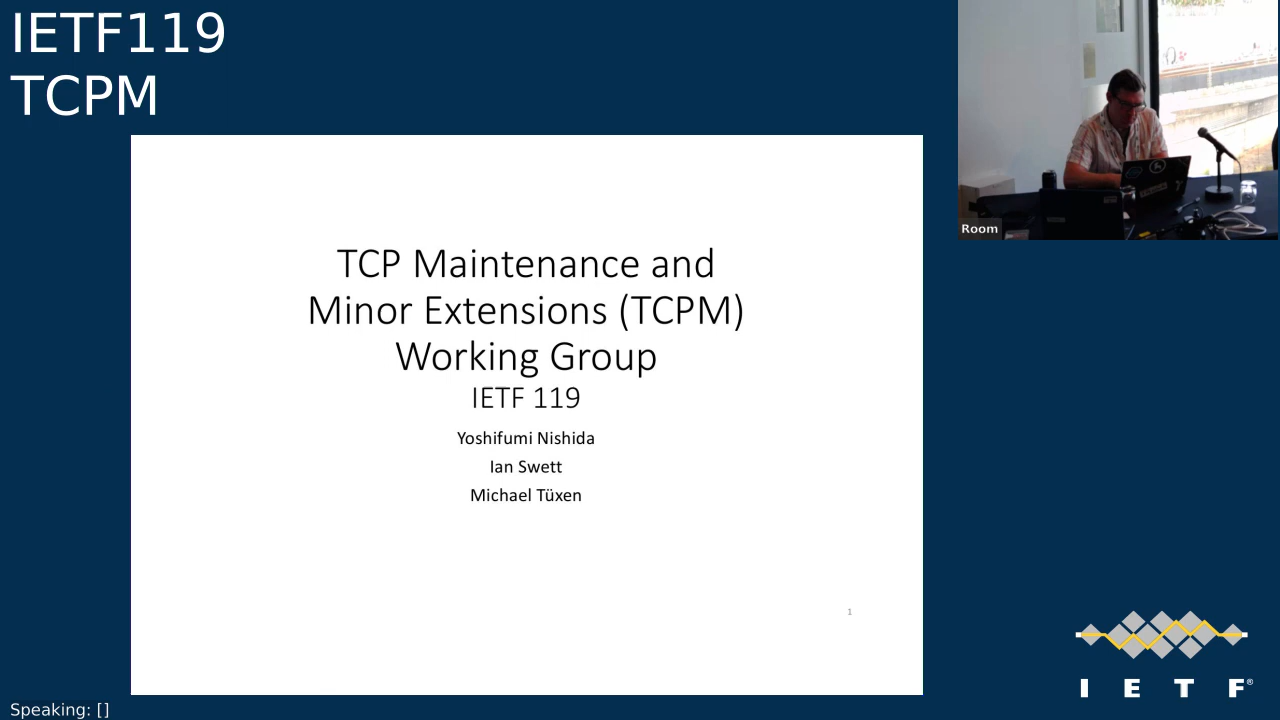 IETF119
TCPM
Room
TCP Maintenance and
Minor Extensions (TCPM)
Working Group
IETF 119
Yoshifumi Nishida
Ian Swett
Michael Tüxen
1
I E T F®
Speaking: []